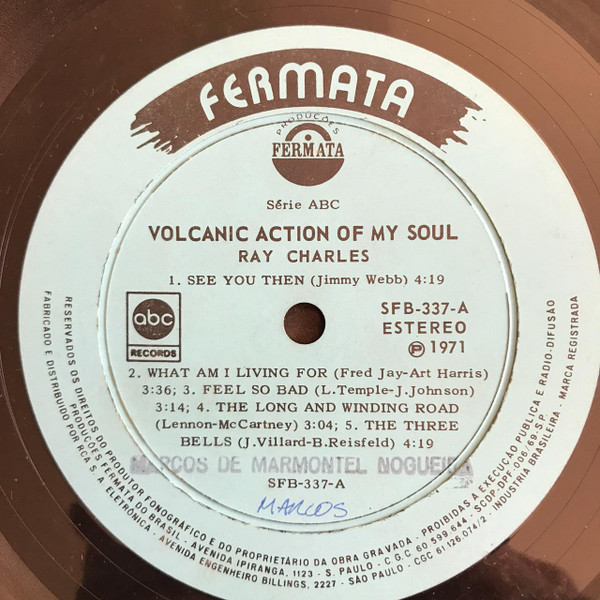 FERMATA
PRODUÇÕES
FERMATA
Série ABC
VOLCANIC ACTION OF MY SOUL
RAY CHARLES
1. SEE YOU THEN (Jimmy Webb) 4:19
abc
RECORDS
SFB-337-A
ESTEREO
Ⓟ 1971
2. WHAT AM I LIVING FOR (Fred Jay-Art Harris)
3:36; 3. FEEL SO BAD (L.Temple-J.Johnson)
3:14; 4. THE LONG AND WINDING ROAD
(Lennon-McCartney) 3:04; 5. THE THREE
BELLS (J.Villard-B.Reisfeld) 4:19
MARCOS DE MARMONTEL NOGUEIRA
SFB-337-A
MARCOS
RESERVADOS OS DIREITOS DO PRODUTOR FONOGRÁFICO E DO PROPRIETÁRIO DA OBRA GRAVADA - PROIBIDAS A EXECUÇÃO PUBLICA E RADIO-DIFUSÃO
FABRICADO E DISTRIBUIDO POR RCA S. A. ELETRÔNICA - AVENIDA ENGENHEIRO BILLINGS, 2227 - SÃO PAULO - CGC 61.126.074/2 - INDÚSTRIA BRASILEIRA - MARCA REGISTRADA
PRODUÇÕES FERMATA DO BRASIL - AVENIDA IPIRANGA, 1123 - S. PAULO - C.G.C. 60.599.644 - SCDP-DPF-006/69-S.P.